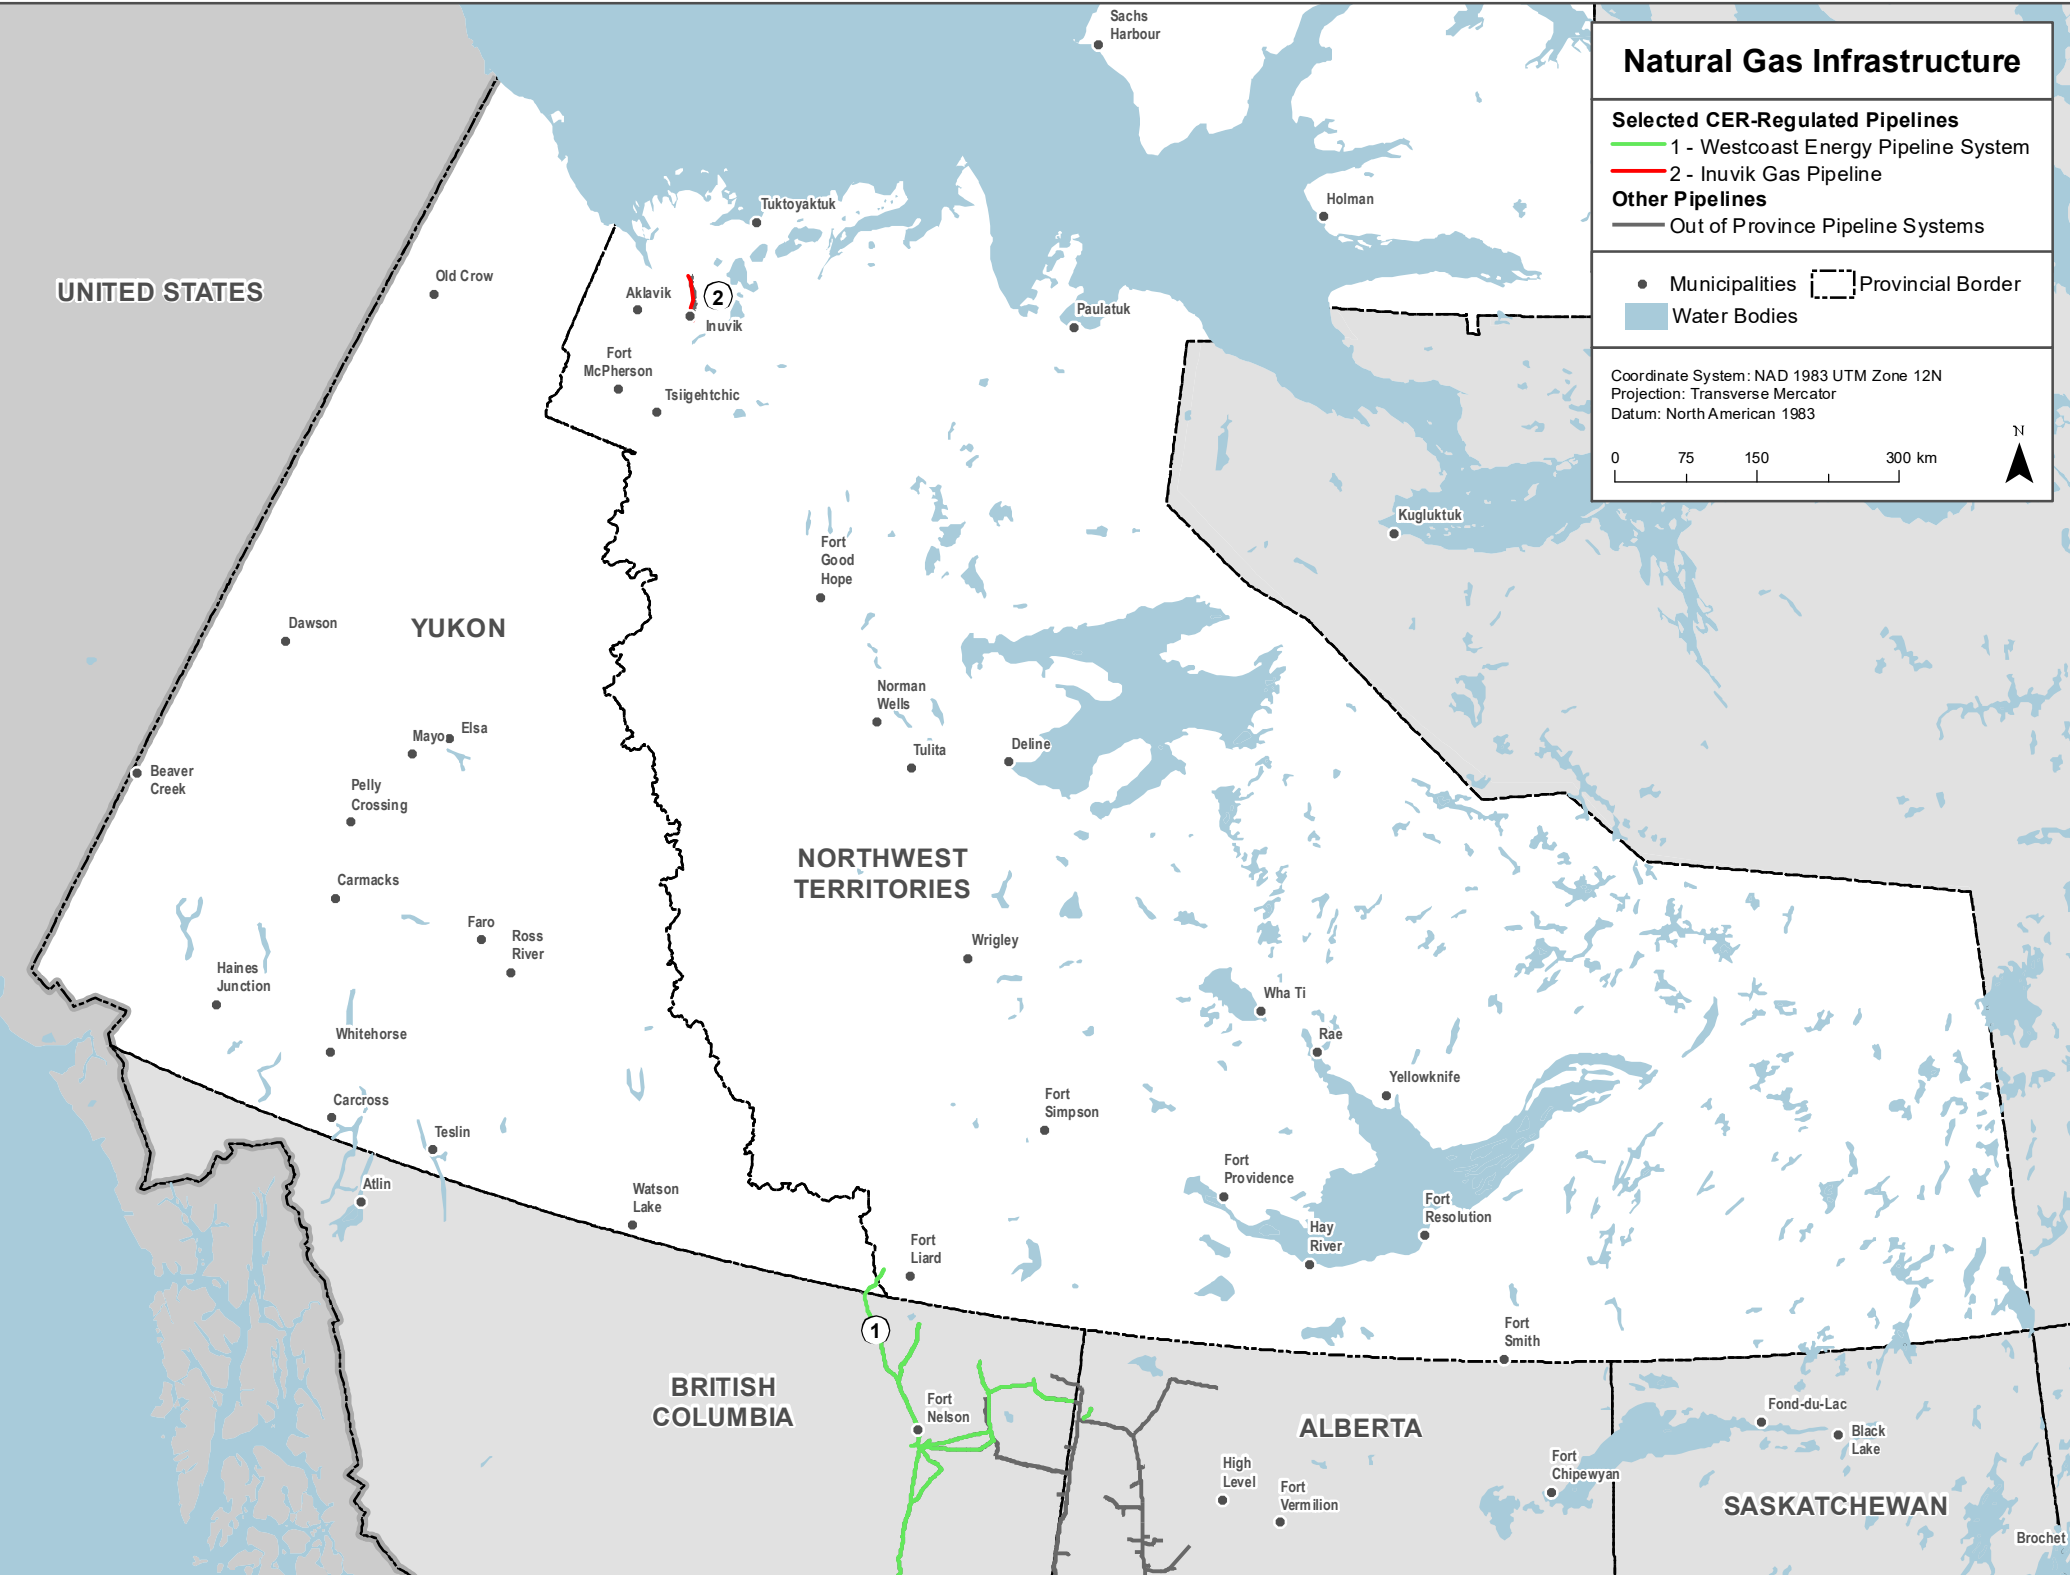 Sachs
Harbour
Natural Gas Infrastructure
Selected CER-Regulated Pipelines
1 - Westcoast Energy Pipeline System
2 - Inuvik Gas Pipeline
Other Pipelines
Out of Province Pipeline Systems
Municipalities
Provincial Border
Water Bodies
Coordinate System: NAD 1983 UTM Zone 12N
Projection: Transverse Mercator
Datum: North American 1983
N
0 75 150 300 km
Tuktoyaktuk
Holman
UNITED STATES
Old Crow
Aklavik
2
Inuvik
Paulatuk
Fort
McPherson
Tsiigehtchic
Kugluktuk
Fort
Good
Hope
Dawson
YUKON
Norman
Wells
Mayo
Elsa
Tulita
Deline
Beaver
Creek
Pelly
Crossing
NORTHWEST
TERRITORIES
Carmacks
Faro
Ross
River
Wrigley
Haines
Junction
Wha Ti
Whitehorse
Rae
Yellowknife
Carcross
Fort
Simpson
Teslin
Atlin
Watson
Lake
Fort
Providence
Fort
Resolution
Hay
River
Fort
Liard
1
Fort
Smith
BRITISH
COLUMBIA
Fort
Nelson
ALBERTA
Fond-du-Lac
Black
Lake
High
Level
Fort
Vermilion
Fort
Chipewyan
SASKATCHEWAN
Brochet